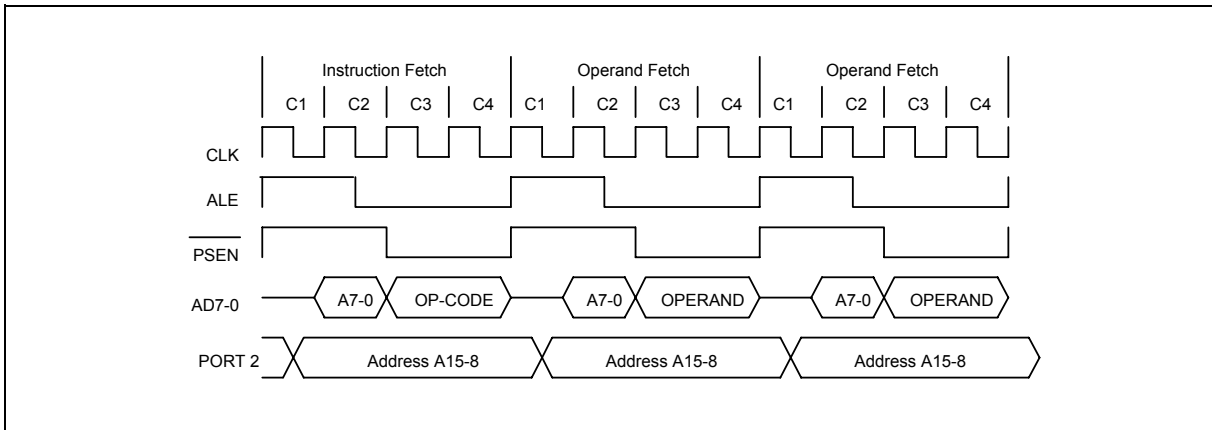 Instruction Fetch Operand Fetch Operand Fetch
C1 C2 C3 C4 C1 C2 C3 C4 C1 C2 C3 C4
CLK
ALE
PSEN
AD7-0 A7-0 OP-CODE A7-0 OPERAND A7-0 OPERAND
PORT 2 Address A15-8 Address A15-8 Address A15-8